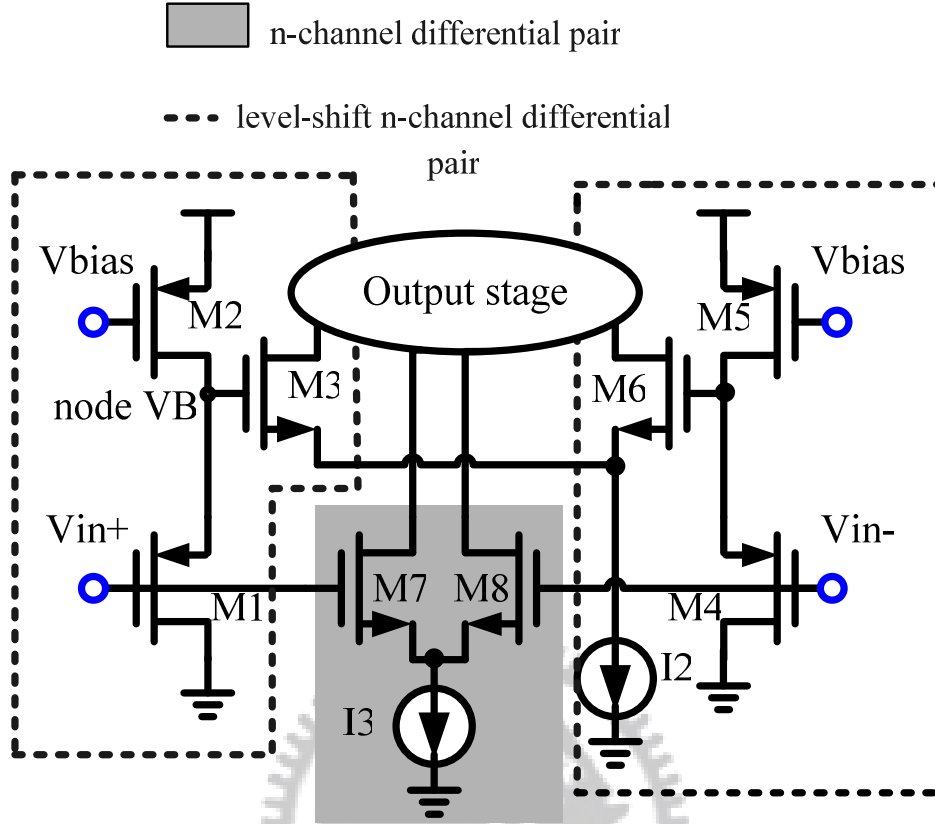 n-channel differential pair
level-shift n-channel differential
pair
Vbias
Vbias
Output stage
M2
M5
M3
M6
node VB
Vin+
Vin-
M7
M8
M1
M4
I2
I3